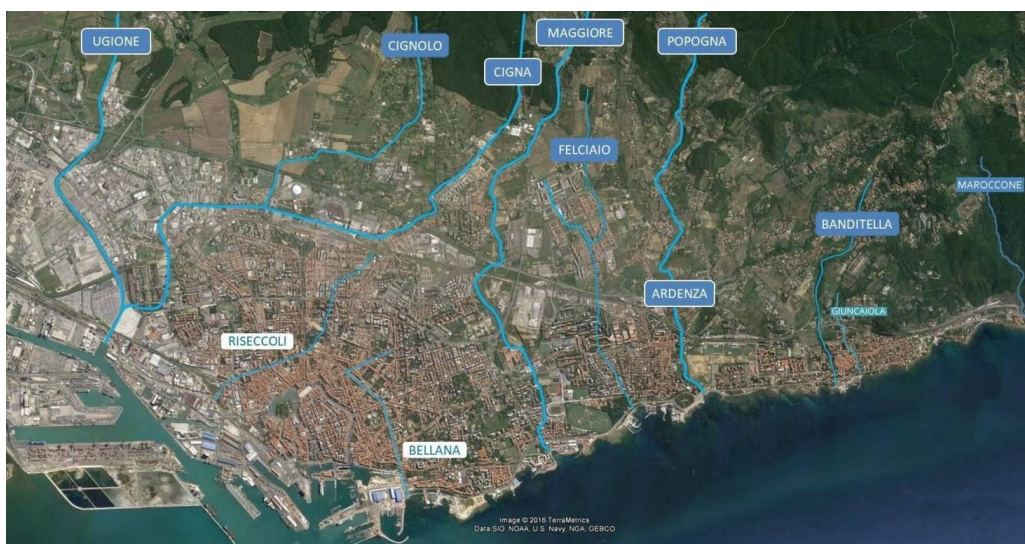 UGIONE
CIGNOLO
MAGGIORE
POPOGNA
CIGNA
FELCIAIO
MAROCCONE
BANDITELLA
ARDENZA
GIUNCAIOLA
RISECCOLI
BELLANA
Image © 2016 TerraMetrics
Data SIO, NOAA, U.S. Navy, NGA, GEBCO